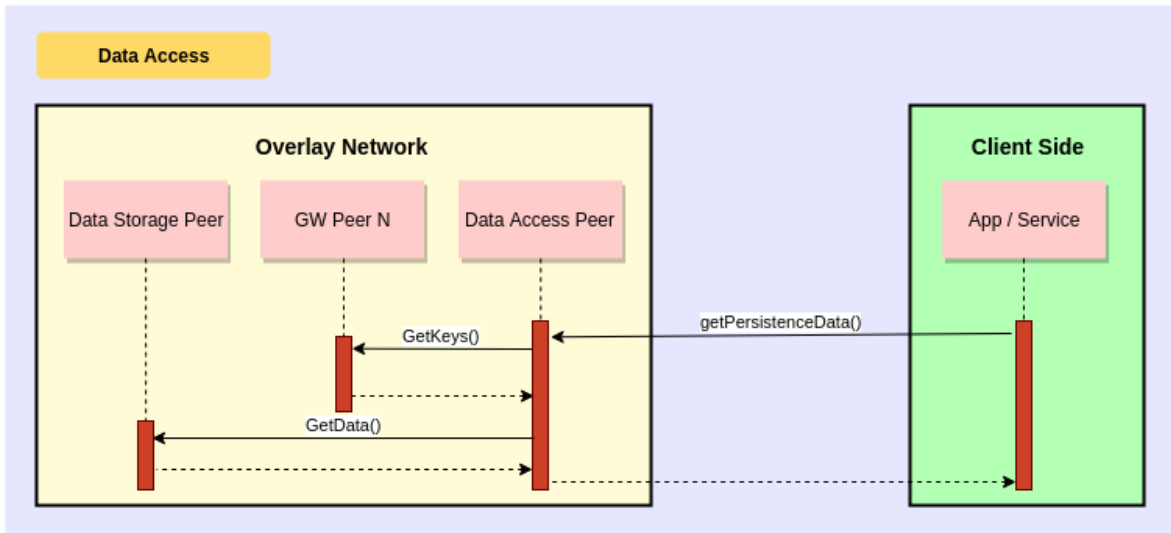 Data Access
Overlay Network
Client Side
Data Storage Peer
GW Peer N
Data Access Peer
App / Service
getPersistenceData()
GetKeys()
GetData()